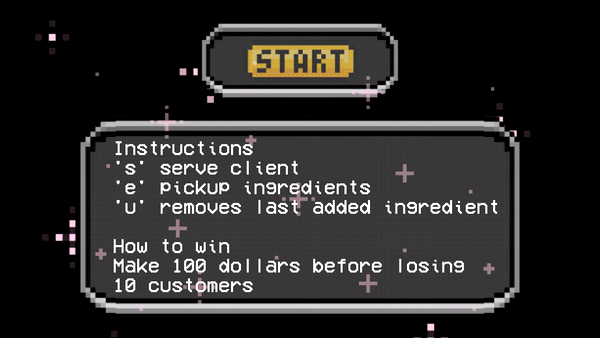 START
Instructions
's' serve client
'e' pickup ingredients
'u' removes last added ingredient
How to win
Make 100 dollars before losing
10 customers